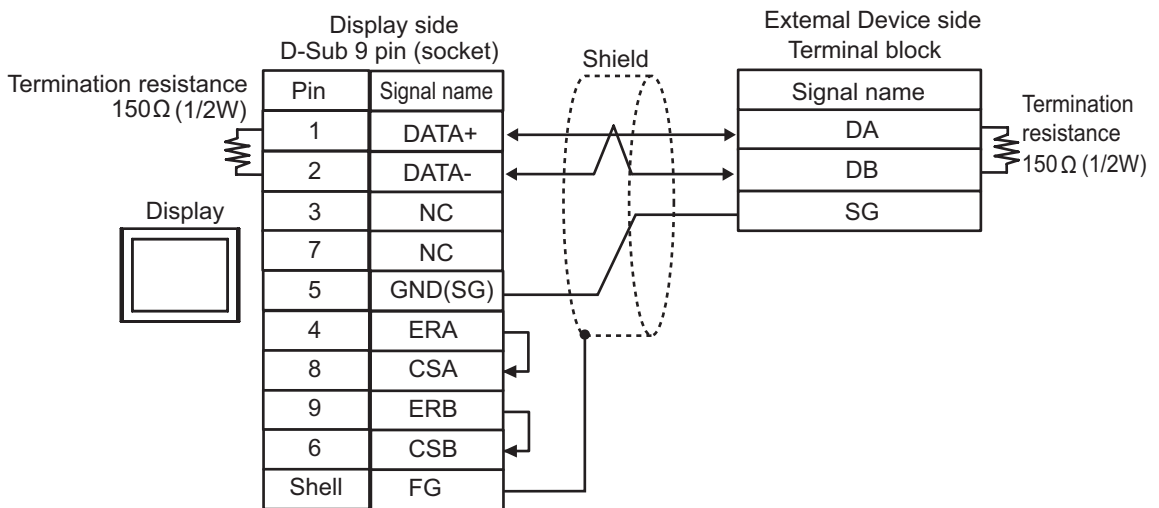 Display side
D-Sub 9 pin (socket)
Termination resistance
150Ω (1/2W)
Pin Signal name
1 DATA+
2 DATA-
3 NC
7 NC
5 GND(SG)
4 ERA
8 CSA
9 ERB
6 CSB
Shell FG
Display
Shield
External Device side
Terminal block
Signal name
DA
DB
SG
Termination
resistance
150Ω (1/2W)